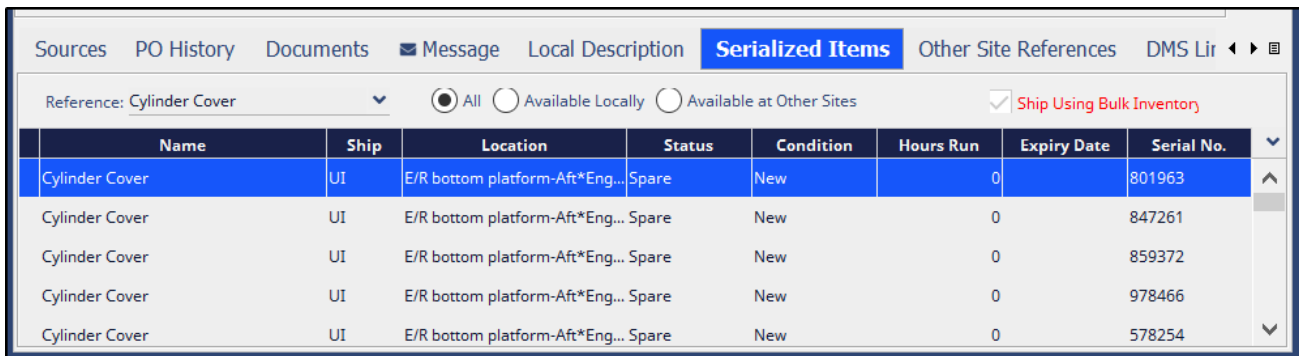 Sources PO History Documents Message Local Description Serialized Items Other Site References DMS Lir
Reference: Cylinder Cover All Available Locally Available at Other Sites Ship Using Bulk Inventory
Name Ship Location Status Condition Hours Run Expiry Date Serial No.
Cylinder Cover UI E/R bottom platform-Aft*Eng... Spare New 0 801963
Cylinder Cover UI E/R bottom platform-Aft*Eng... Spare New 0 847261
Cylinder Cover UI E/R bottom platform-Aft*Eng... Spare New 0 859372
Cylinder Cover UI E/R bottom platform-Aft*Eng... Spare New 0 978466
Cylinder Cover UI E/R bottom platform-Aft*Eng... Spare New 0 578254